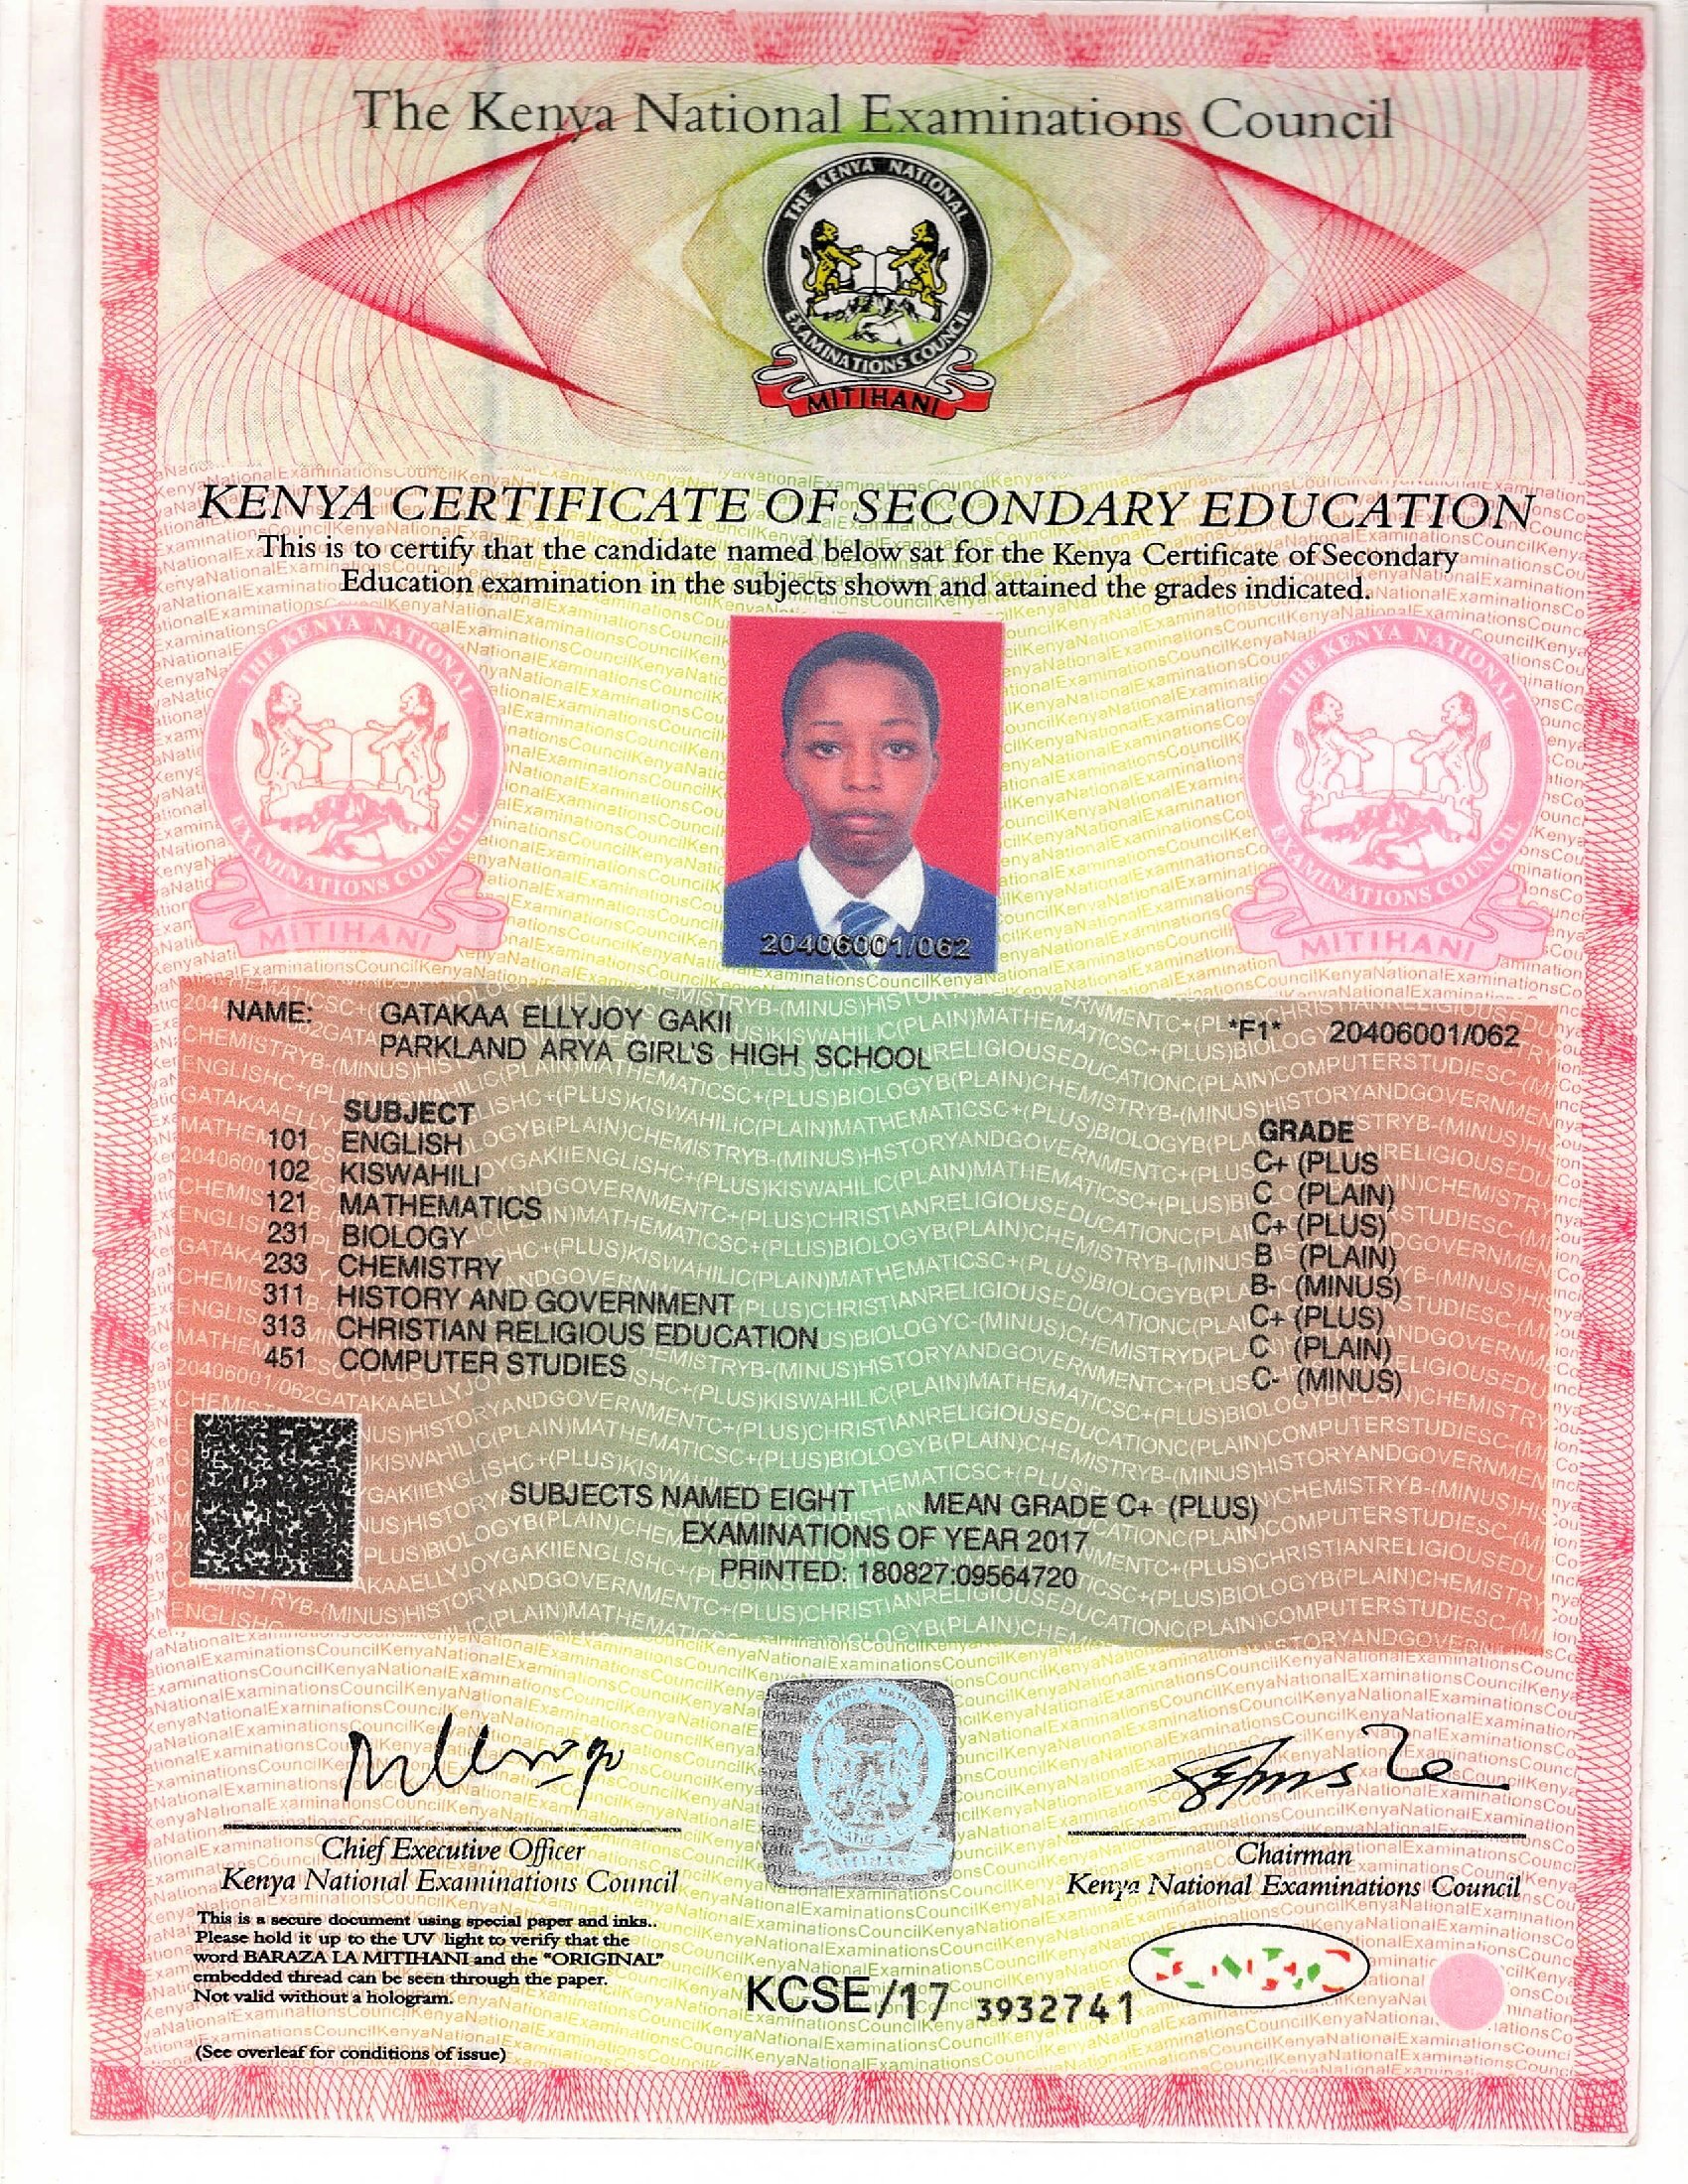 The Kenya National Examinations Council
THE KENYA NATIONAL
EXAMINATIONS COUNCIL
MITIHANI
KENYA CERTIFICATE OF SECONDARY EDUCATION
This is to certify that the candidate named below sat for the Kenya Certificate of Secondary
Education examination in the subjects shown and attained the grades indicated.
THE KENYA NATIONAL
EXAMINATIONS COUNCIL
MITIHANI
THE KENYA NATIONAL
EXAMINATIONS COUNCIL
MITIHANI
20406001/062
NAME: GATAKAA ELLYJOY GAKII *F1* 20406001/062
PARKLAND ARYA GIRL'S HIGH SCHOOL
SUBJECT GRADE
101 ENGLISH C+ (PLUS
102 KISWAHILI C (PLAIN)
121 MATHEMATICS C+ (PLUS)
231 BIOLOGY B (PLAIN)
233 CHEMISTRY B- (MINUS)
311 HISTORY AND GOVERNMENT C+ (PLUS)
313 CHRISTIAN RELIGIOUS EDUCATION C (PLAIN)
451 COMPUTER STUDIES C- (MINUS)
SUBJECTS NAMED EIGHT MEAN GRADE C+ (PLUS)
EXAMINATIONS OF YEAR 2017
PRINTED: 180827:09564720
Chief Executive Officer
Kenya National Examinations Council
Chairman
Kenya National Examinations Council
This is a secure document using special paper and inks..
Please hold it up to the UV light to verify that the
word BARAZA LA MITIHANI and the "ORIGINAL"
embedded thread can be seen through the paper.
Not valid without a hologram.
KCSE/17 3932741
(See overleaf for conditions of issue)